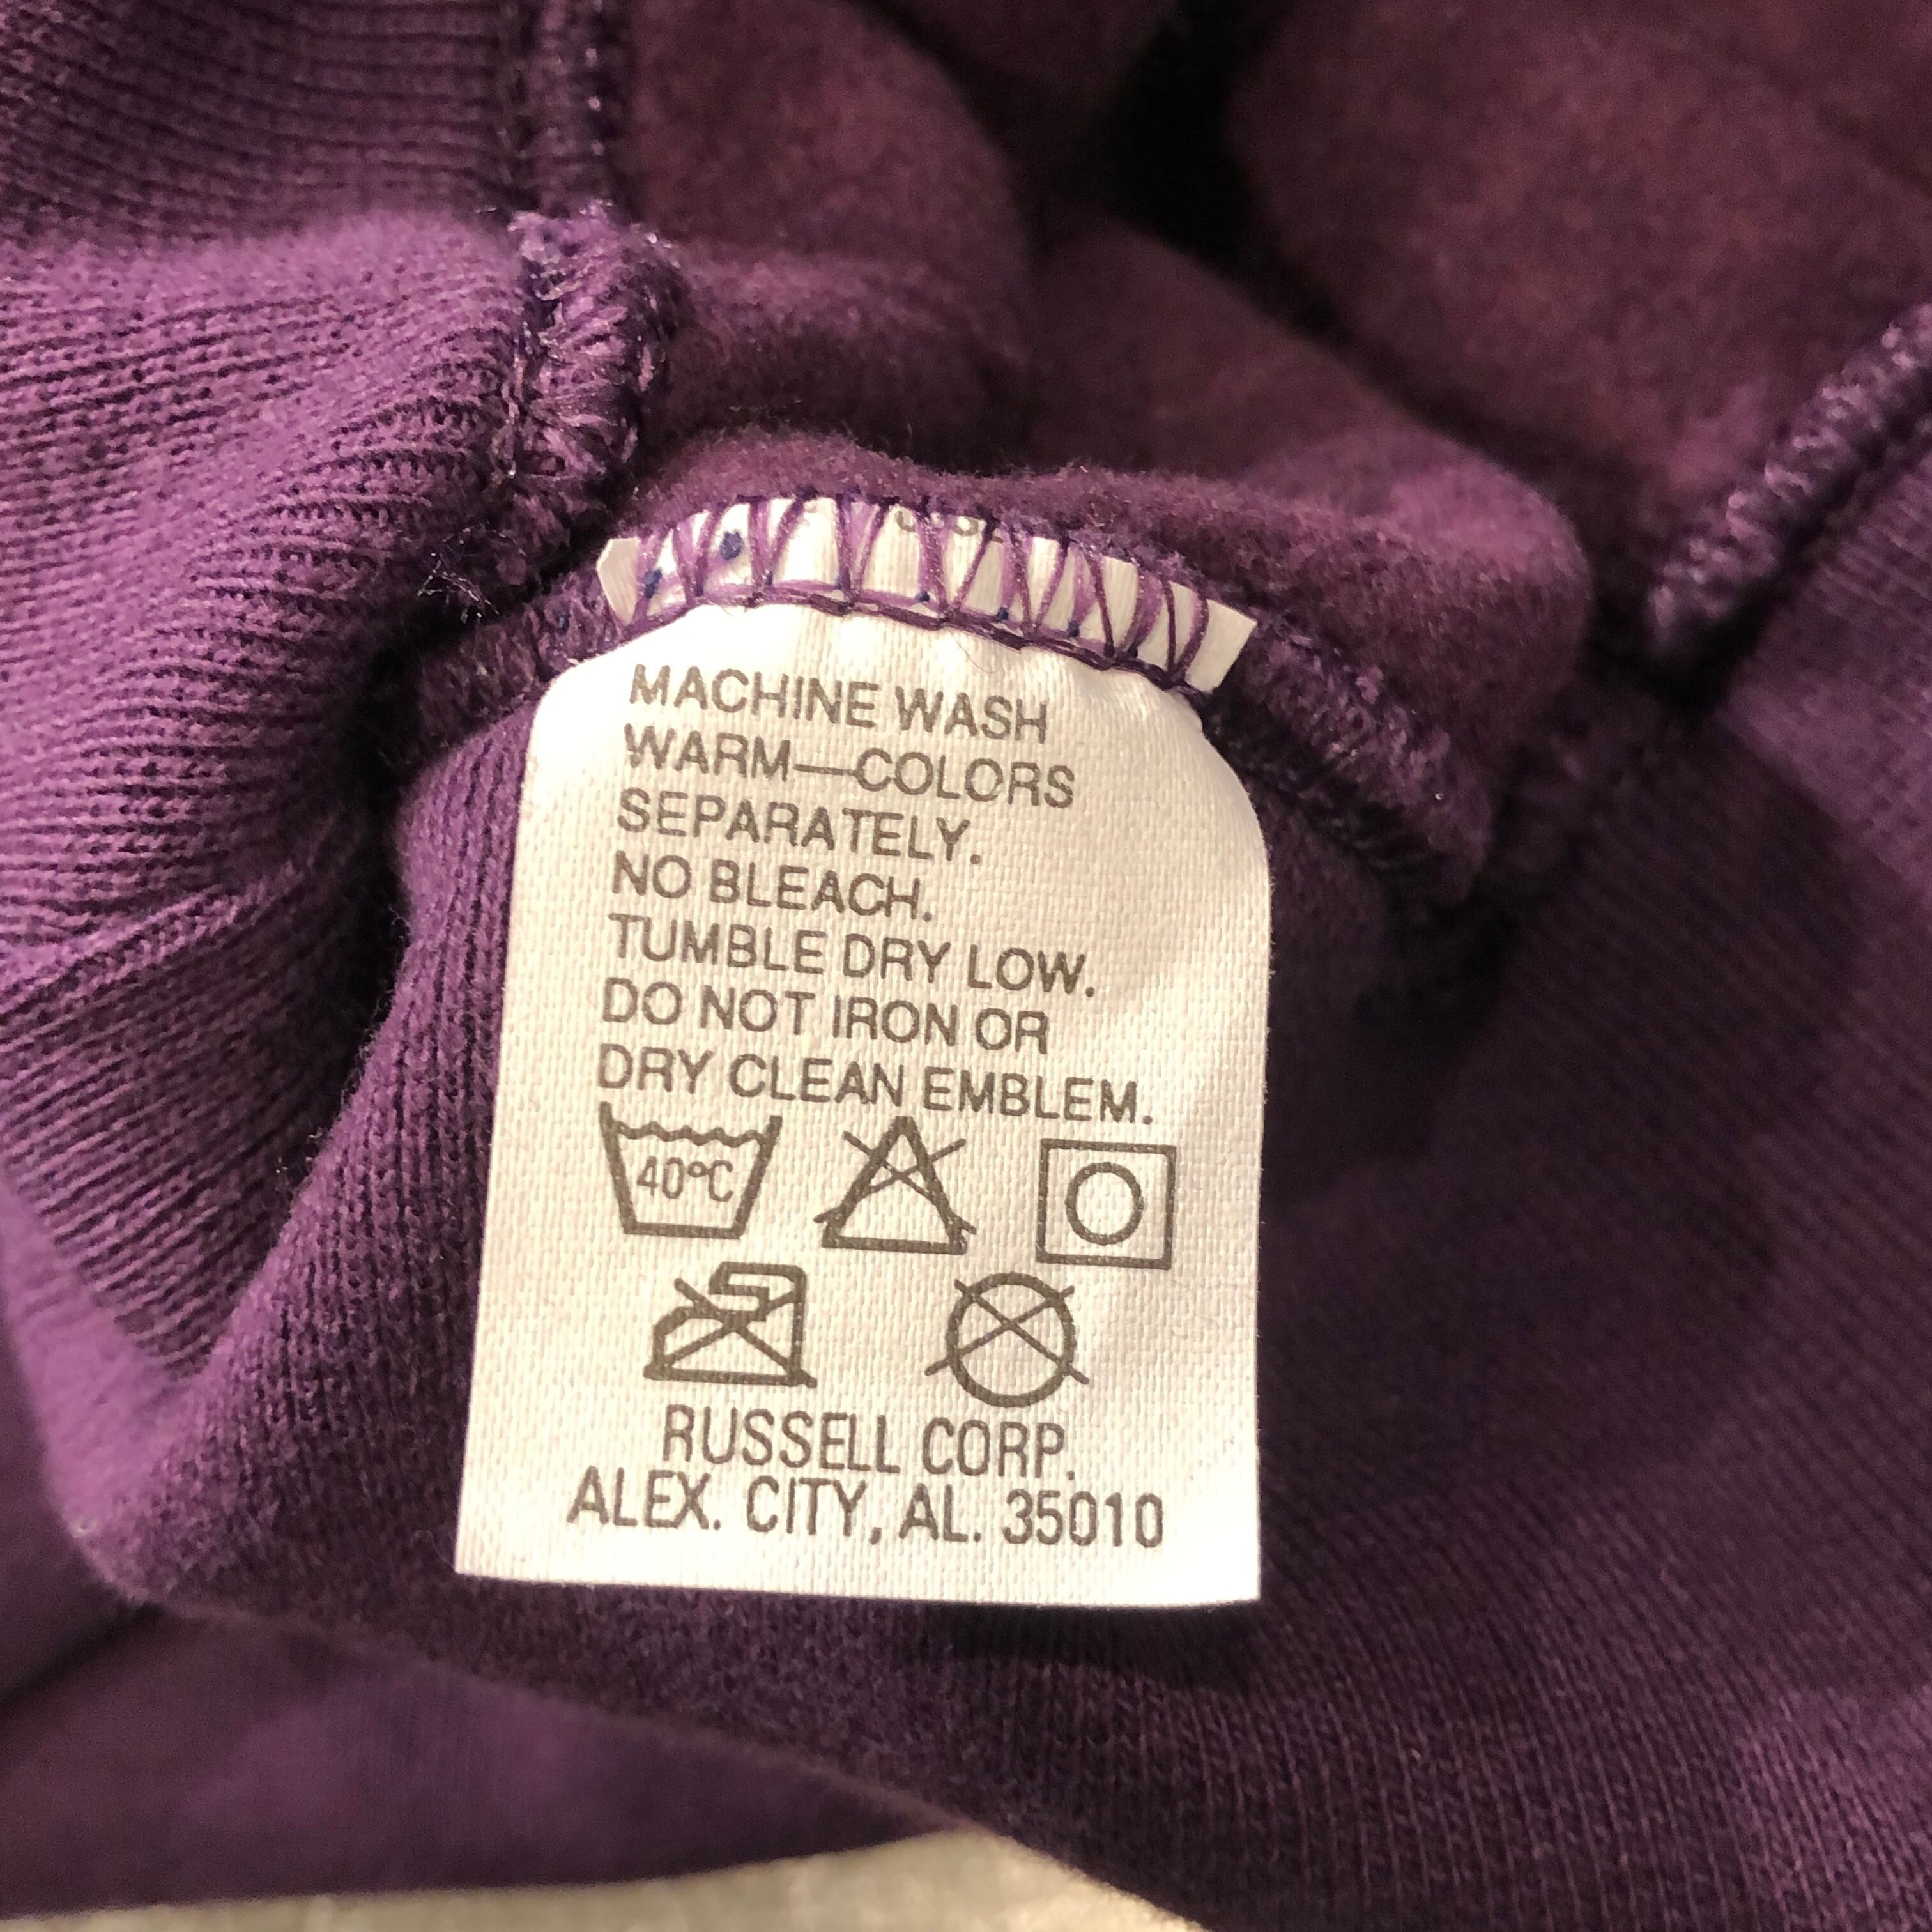 MACHINE WASH
WARM—COLORS
SEPARATELY.
NO BLEACH.
TUMBLE DRY LOW.
DO NOT IRON OR
DRY CLEAN EMBLEM.
40°C
RUSSELL CORP.
ALEX. CITY, AL. 35010